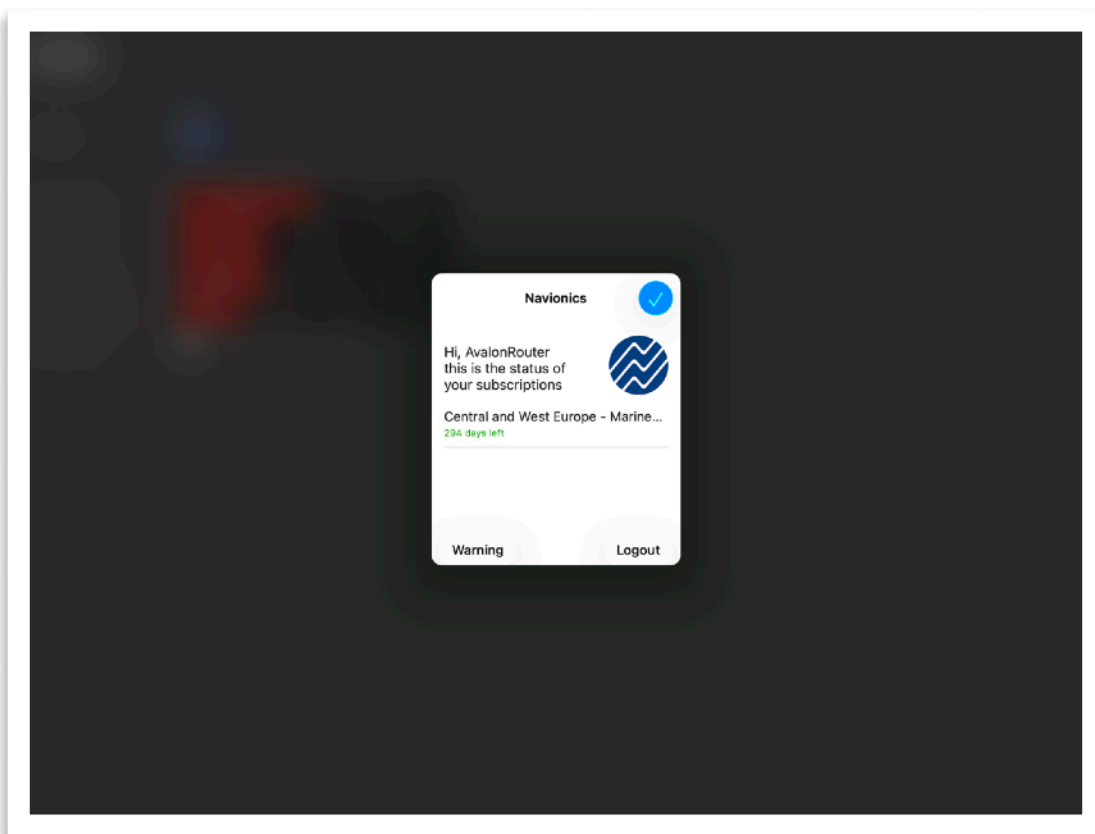 Navionics
Hi, AvalonRouter
this is the status of
your subscriptions
Central and West Europe - Marine...
294 days left
Warning
Logout